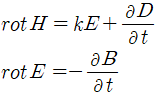 rot H = kE + ∂D/∂t
rot E = − ∂B/∂t